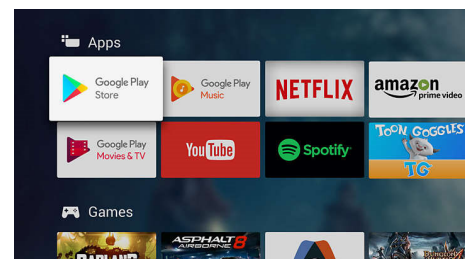 Apps
Google Play
Store
Google Play
Music
NETFLIX
amazon
prime video
Google Play
Movies & TV
YouTube
Spotify
TOON GOGGLES
TG
Games
BADLAND
ASPHALT 8
AIRBORNE